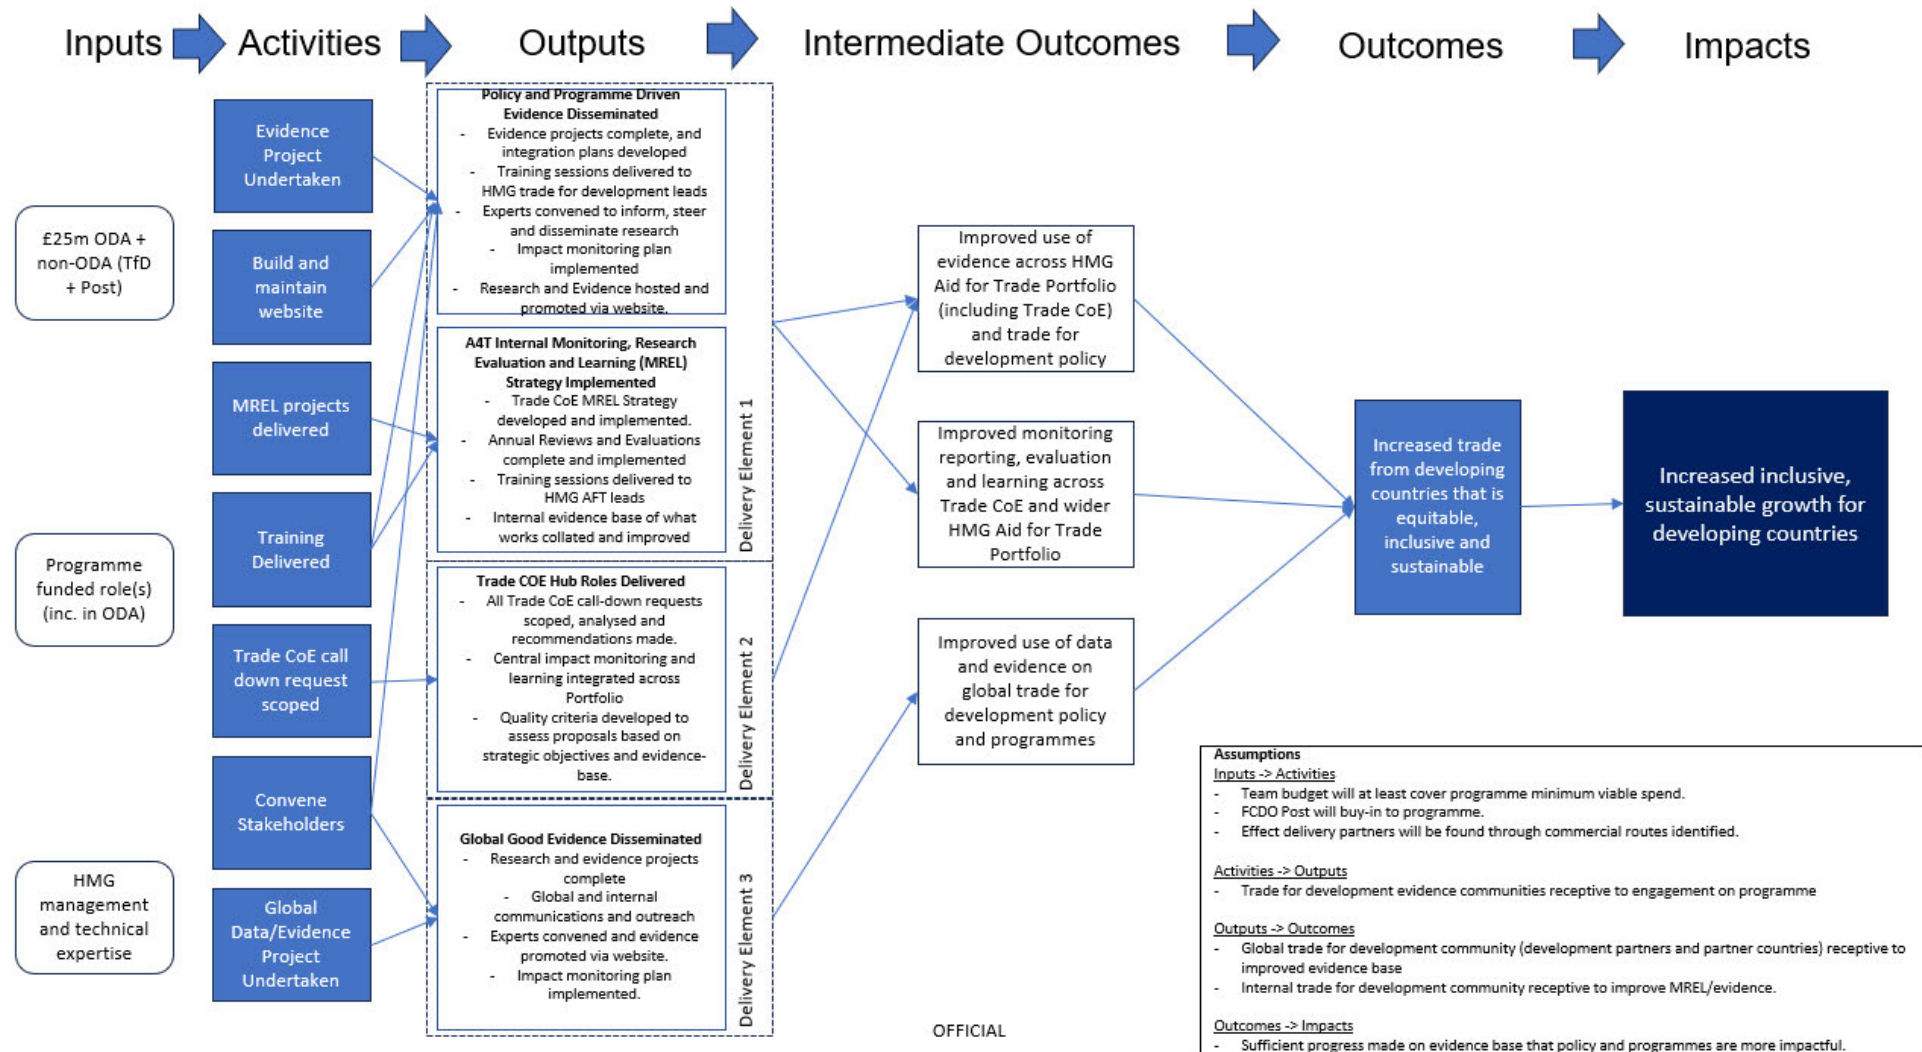 Inputs
Activities
Outputs
Intermediate Outcomes
Outcomes
Impacts
£25m ODA +
non-ODA (TfD
+ Post)
Programme
funded role(s)
(inc. in ODA)
HMG
management
and technical
expertise
Evidence
Project
Undertaken
Build and
maintain
website
MREL projects
delivered
Training
Delivered
Trade CoE call
down request
scoped
Convene
Stakeholders
Global
Data/Evidence
Project
Undertaken
Policy and Programme Driven
Evidence Disseminated
- Evidence projects complete, and
integration plans developed
- Training sessions delivered to
HMG trade for development leads
- Experts convened to inform, steer
and disseminate research
- Impact monitoring plan
implemented
- Research and Evidence hosted and
promoted via website.
A4T Internal Monitoring, Research
Evaluation and Learning (MREL)
Strategy Implemented
- Trade CoE MREL Strategy
developed and implemented.
- Annual Reviews and Evaluations
complete and implemented
- Training sessions delivered to
HMG AFT leads
- Internal evidence base of what
works collated and improved
Delivery Element 1
Trade COE Hub Roles Delivered
- All Trade CoE call-down requests
scoped, analysed and
recommendations made.
- Central impact monitoring and
learning integrated across
Portfolio
- Quality criteria developed to
assess proposals based on
strategic objectives and evidence-
base.
Delivery Element 2
Global Good Evidence Disseminated
- Research and evidence projects
complete
- Global and internal
communications and outreach
- Experts convened and evidence
promoted via website.
- Impact monitoring plan
implemented.
Delivery Element 3
Improved use of
evidence across HMG
Aid for Trade Portfolio
(including Trade CoE)
and trade for
development policy
Improved monitoring
reporting, evaluation
and learning across
Trade CoE and wider
HMG Aid for Trade
Portfolio
Improved use of data
and evidence on
global trade for
development policy
and programmes
Increased trade
from developing
countries that is
equitable,
inclusive and
sustainable
Increased inclusive,
sustainable growth for
developing countries
Assumptions
Inputs -> Activities
- Team budget will at least cover programme minimum viable spend.
- FCDO Post will buy-in to programme.
- Effect delivery partners will be found through commercial routes identified.
Activities -> Outputs
- Trade for development evidence communities receptive to engagement on programme
Outputs -> Outcomes
- Global trade for development community (development partners and partner countries) receptive to
improved evidence base
- Internal trade for development community receptive to improve MREL/evidence.
Outcomes -> Impacts
- Sufficient progress made on evidence base that policy and programmes are more impactful.
OFFICIAL